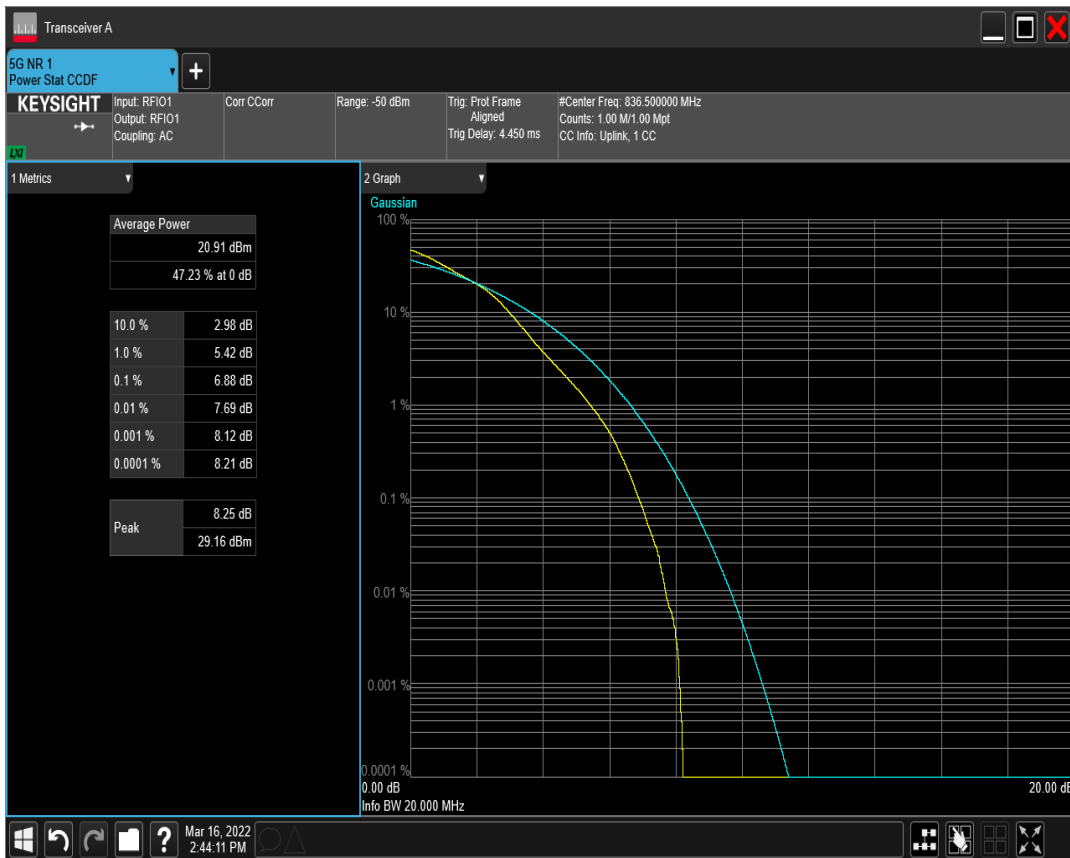 Transceiver A
5G NR 1
Power Stat CCDF
KEYSIGHT
LXI
Input: RFIO1
Output: RFIO1
Coupling: AC
Corr CCorr
Range: -50 dBm
Trig: Prot Frame
Aligned
Trig Delay: 4.450 ms
#Center Freq: 836.500000 MHz
Counts: 1.00 M/1.00 Mpt
CC Info: Uplink, 1 CC
1 Metrics
Average Power
20.91 dBm
47.23 % at 0 dB
10.0 % 2.98 dB
1.0 % 5.42 dB
0.1 % 6.88 dB
0.01 % 7.69 dB
0.001 % 8.12 dB
0.0001 % 8.21 dB
Peak
8.25 dB
29.16 dBm
2 Graph
Gaussian
100 %
10 %
1 %
0.1 %
0.01 %
0.001 %
0.0001 %
0.00 dB 20.00 dB
Info BW 20.000 MHz
Mar 16, 2022
2:44:11 PM